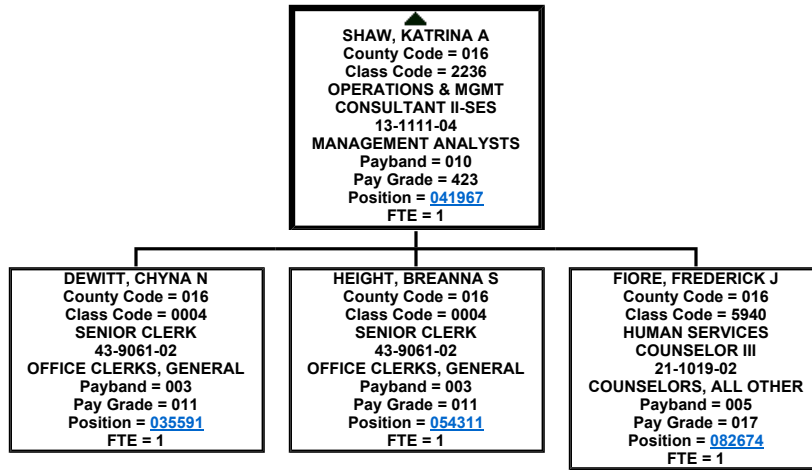 SHAW, KATRINA A
County Code = 016
Class Code = 2236
OPERATIONS & MGMT
CONSULTANT II-SES
13-1111-04
MANAGEMENT ANALYSTS
Payband = 010
Pay Grade = 423
Position = 041967
FTE = 1
DEWITT, CHYNA N
County Code = 016
Class Code = 0004
SENIOR CLERK
43-9061-02
OFFICE CLERKS, GENERAL
Payband = 003
Pay Grade = 011
Position = 035591
FTE = 1
HEIGHT, BREANNA S
County Code = 016
Class Code = 0004
SENIOR CLERK
43-9061-02
OFFICE CLERKS, GENERAL
Payband = 003
Pay Grade = 011
Position = 054311
FTE = 1
FIORE, FREDERICK J
County Code = 016
Class Code = 5940
HUMAN SERVICES
COUNSELOR III
21-1019-02
COUNSELORS, ALL OTHER
Payband = 005
Pay Grade = 017
Position = 082674
FTE = 1